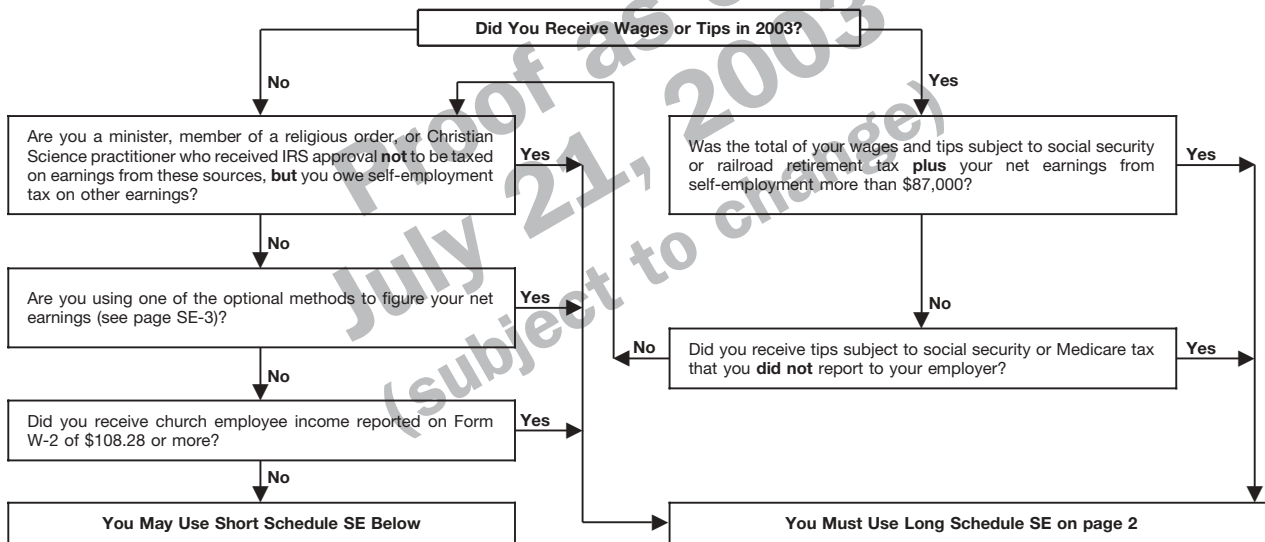 Did You Receive Wages or Tips in 2003?
No
Yes
Are you a minister, member of a religious order, or Christian
Science practitioner who received IRS approval not to be taxed
on earnings from these sources, but you owe self-employment
tax on other earnings?
Yes
Was the total of your wages and tips subject to social security
or railroad retirement tax plus your net earnings from
self-employment more than $87,000?
Yes
No
Are you using one of the optional methods to figure your net
earnings (see page SE-3)?
Yes
No
No
Did you receive tips subject to social security or Medicare tax
that you did not report to your employer?
Yes
No
Did you receive church employee income reported on Form
W-2 of $108.28 or more?
Yes
No
You May Use Short Schedule SE Below
You Must Use Long Schedule SE on page 2
Proof as
July 21, 2003
(subject to change)